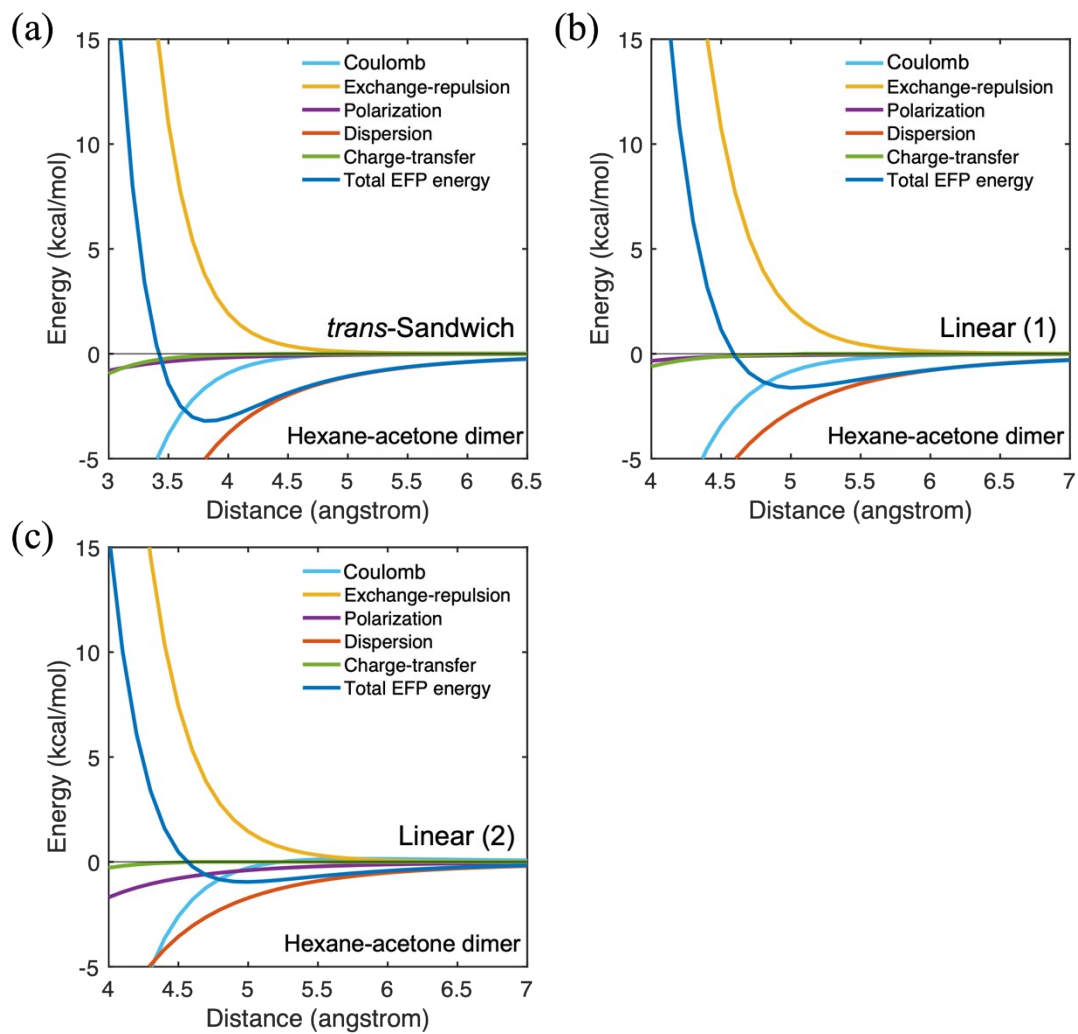 (a)
15
10
5
0
-5
Energy (kcal/mol)
Coulomb
Exchange-repulsion
Polarization
Dispersion
Charge-transfer
Total EFP energy
trans-Sandwich
Hexane-acetone dimer
3 3.5 4 4.5 5 5.5 6 6.5
Distance (angstrom)
(b)
15
10
5
0
-5
Energy (kcal/mol)
Coulomb
Exchange-repulsion
Polarization
Dispersion
Charge-transfer
Total EFP energy
Linear (1)
Hexane-acetone dimer
4 4.5 5 5.5 6 6.5 7
Distance (angstrom)
(c)
15
10
5
0
-5
Energy (kcal/mol)
Coulomb
Exchange-repulsion
Polarization
Dispersion
Charge-transfer
Total EFP energy
Linear (2)
Hexane-acetone dimer
4 4.5 5 5.5 6 6.5 7
Distance (angstrom)